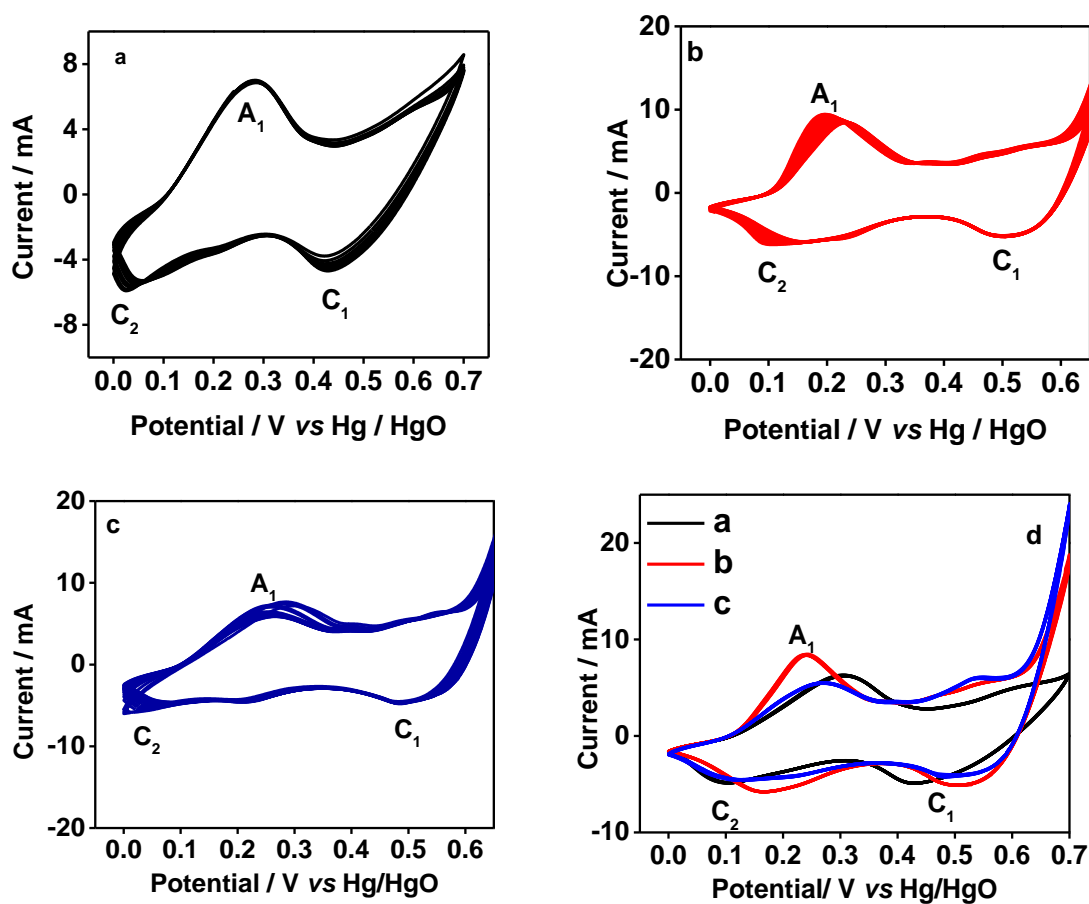 a
8
4
0
-4
-8
Current / mA
A1
C2
C1
0.0 0.1 0.2 0.3 0.4 0.5 0.6 0.7
Potential / V vs Hg / HgO
b
20
10
0
-10
-20
Current / mA
A1
C2
C1
0.0 0.1 0.2 0.3 0.4 0.5 0.6
Potential / V vs Hg / HgO
c
20
10
0
-10
-20
Current / mA
A1
C2
C1
0.0 0.1 0.2 0.3 0.4 0.5 0.6
Potential / V vs Hg/HgO
a
b
c
d
20
10
0
-10
Current / mA
A1
C2
C1
0.0 0.1 0.2 0.3 0.4 0.5 0.6 0.7
Potential/ V vs Hg/HgO